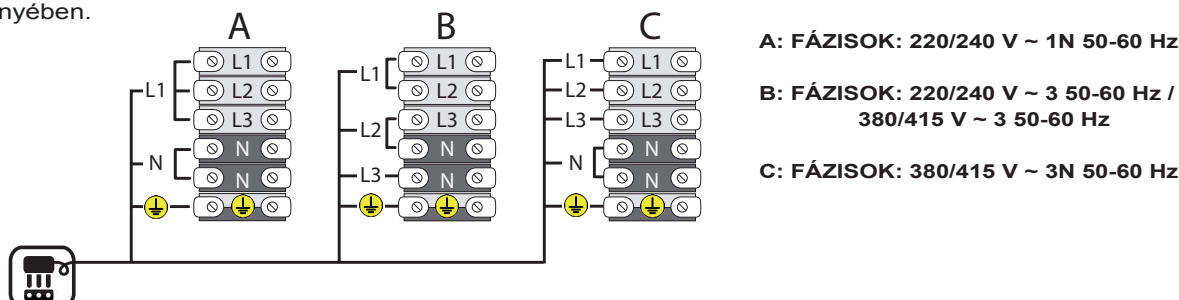 nyében.
A B C
L1 L1 L1 L1 L1
L1 L2 L2 L2 L2
L3 L2 L3 L3 L3
N N N N N
N L3 N N
A: FÁZISOK: 220/240 V ~ 1N 50-60 Hz
B: FÁZISOK: 220/240 V ~ 3 50-60 Hz /
380/415 V ~ 3 50-60 Hz
C: FÁZISOK: 380/415 V ~ 3N 50-60 Hz